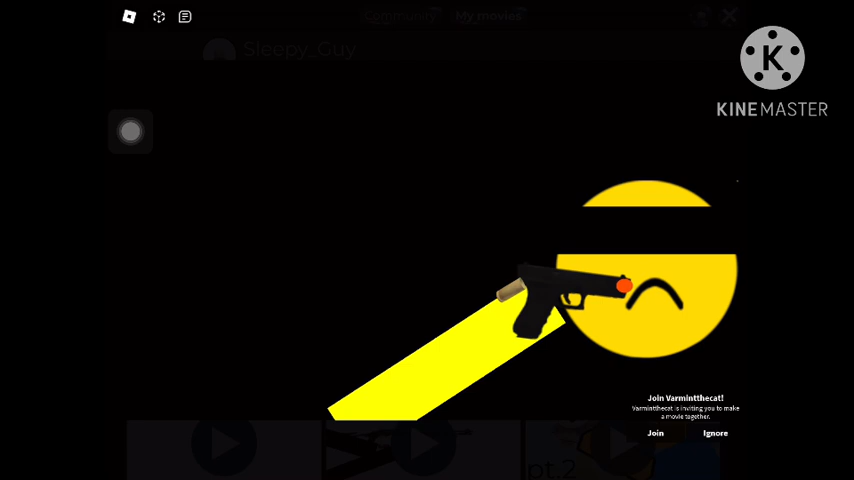 Community
My movies
Sleepy_Guy
K
KINEMASTER
Join Varmintthecat!
Varmintthecat is inviting you to make
a movie together.
Join
Ignore
pt.2